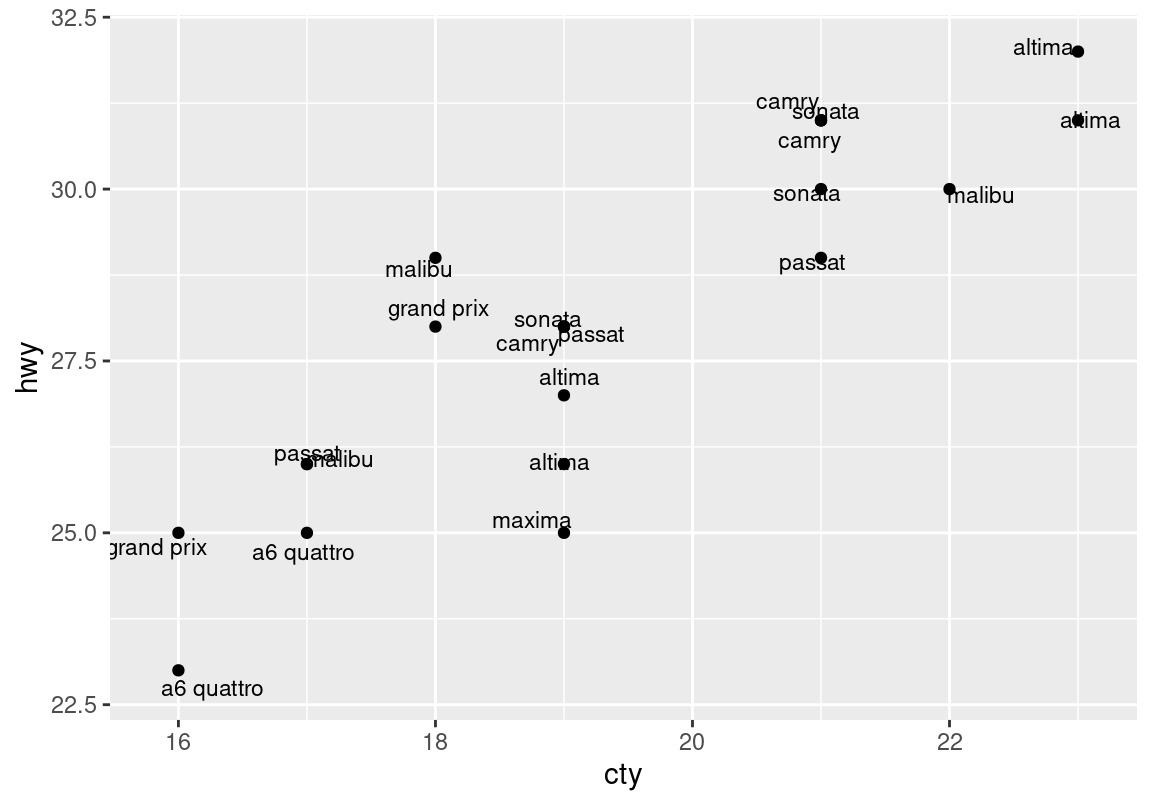 32.5
altima
camry
sonata
altima
camry
30.0
sonata
malibu
passat
malibu
grand prix
sonata
passat
camry
27.5
altima
passat
malibu
altima
maxima
25.0
grand prix
a6 quattro
a6 quattro
22.5
hwy
16 18 20 22
cty